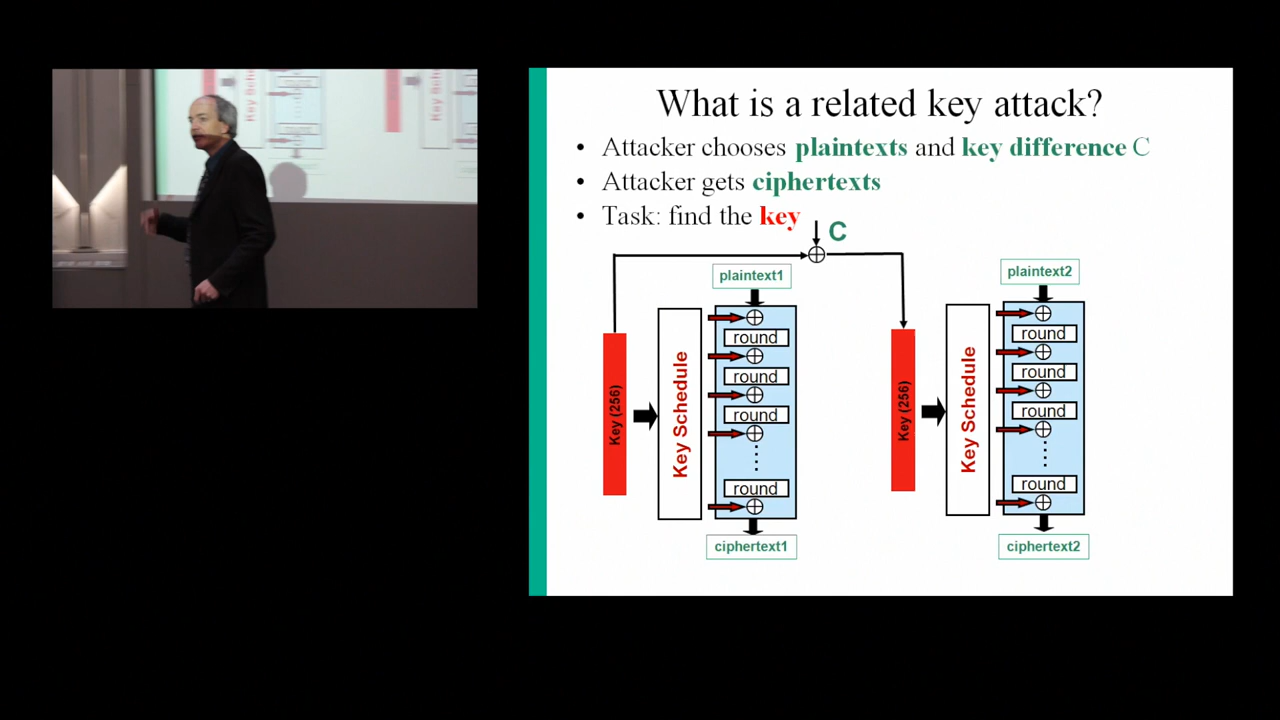 What is a related key attack?
• Attacker chooses plaintexts and key difference C
• Attacker gets ciphertexts
• Task: find the key
C
plaintext1
plaintext2
Key (256)
Key Schedule
round
round
round
round
Key (256)
Key Schedule
round
round
round
round
ciphertext1
ciphertext2